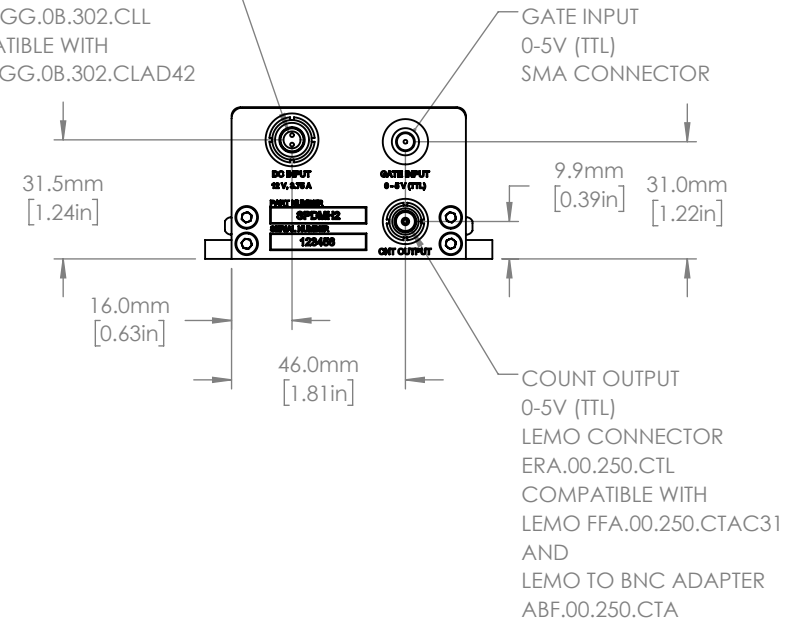 GG.0B.302.CLL
ATIBLE WITH
GG.0B.302.CLAD42
GATE INPUT
0-5V (TTL)
SMA CONNECTOR
31.5mm
[1.24in]
DC INPUT
12 V, 3.75 A
GATE INPUT
0 - 5 V (TTL)
9.9mm
[0.39in]
31.0mm
[1.22in]
PART NUMBER
SPDMH2
SERIAL NUMBER
123456
CNT OUTPUT
16.0mm
[0.63in]
46.0mm
[1.81in]
COUNT OUTPUT
0-5V (TTL)
LEMO CONNECTOR
ERA.00.250.CTL
COMPATIBLE WITH
LEMO FFA.00.250.CTAC31
AND
LEMO TO BNC ADAPTER
ABF.00.250.CTA